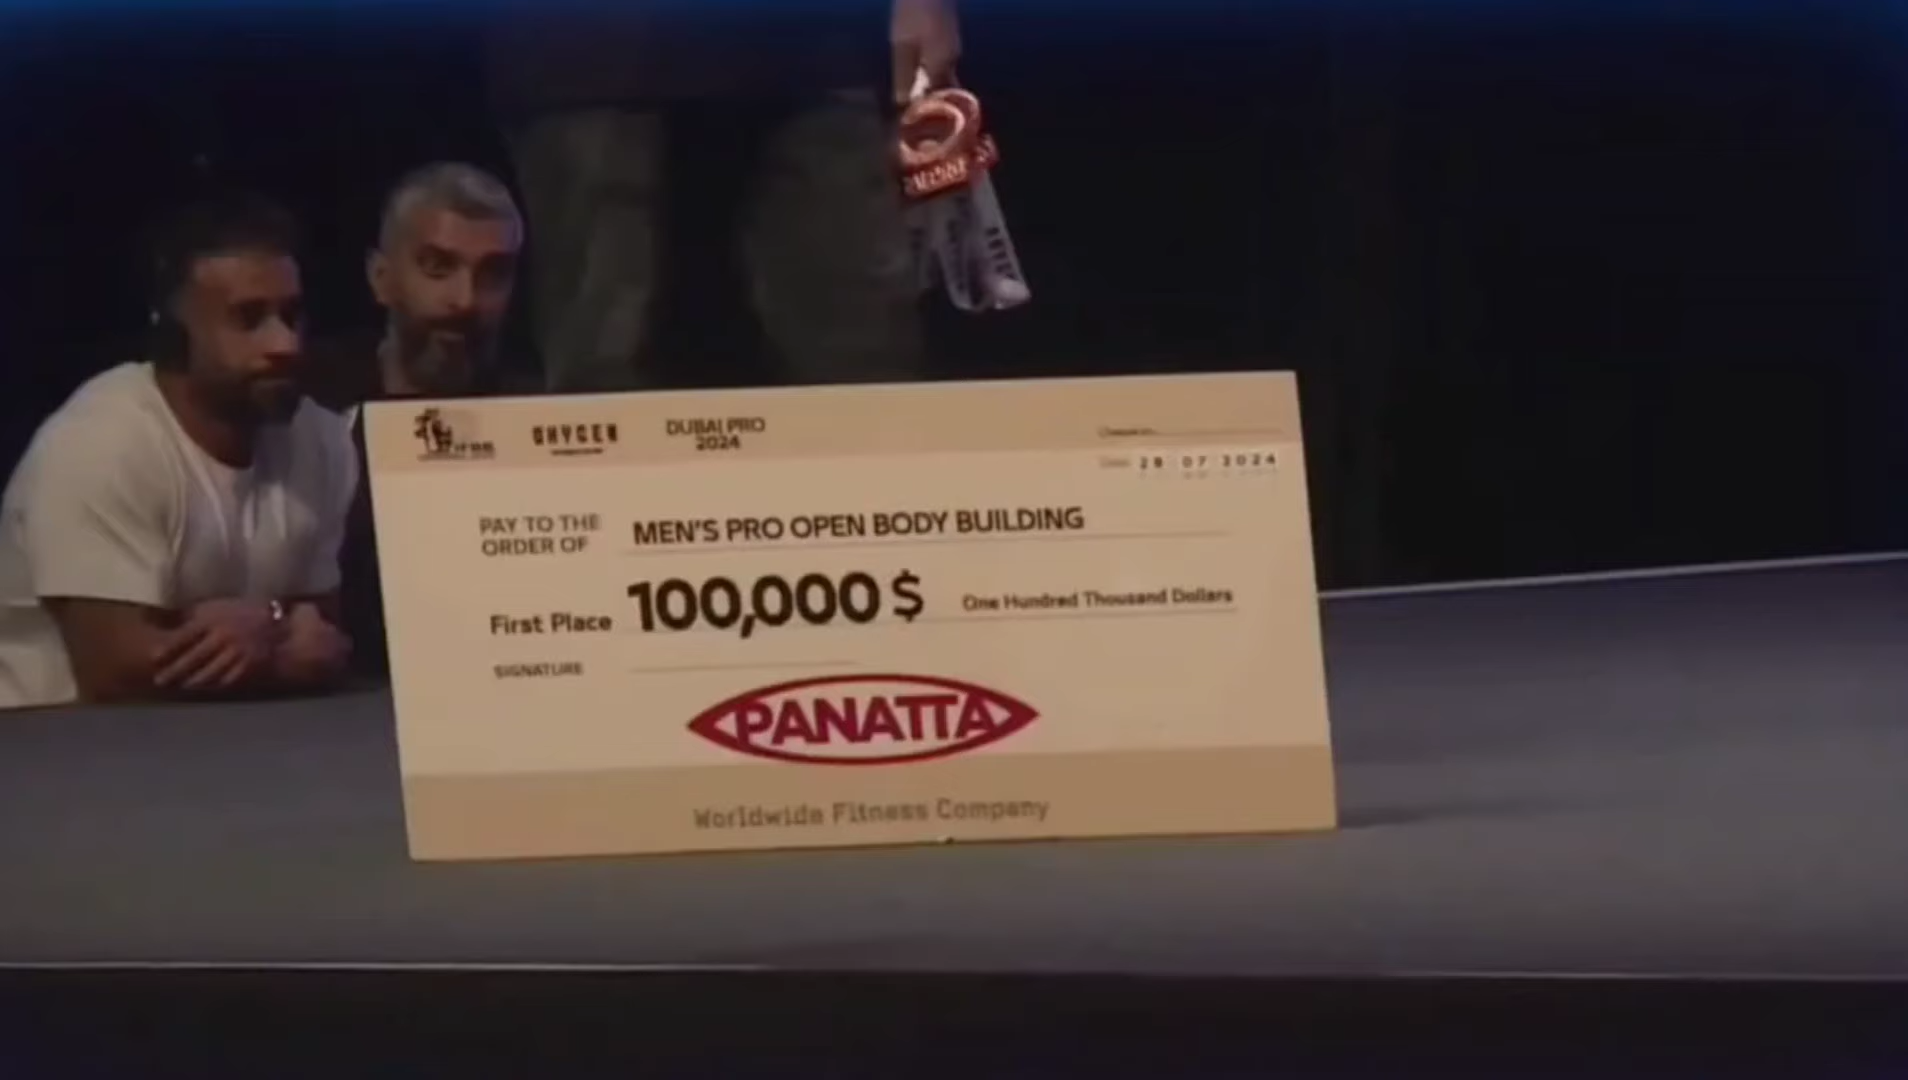 IFBB
OXYGEN
DUBAI PRO
2024
28 07 2024
PAY TO THE
ORDER OF
MEN'S PRO OPEN BODY BUILDING
First Place
100,000 $
One Hundred Thousand Dollars
SIGNATURE
PANATTA
Worldwide Fitness Company